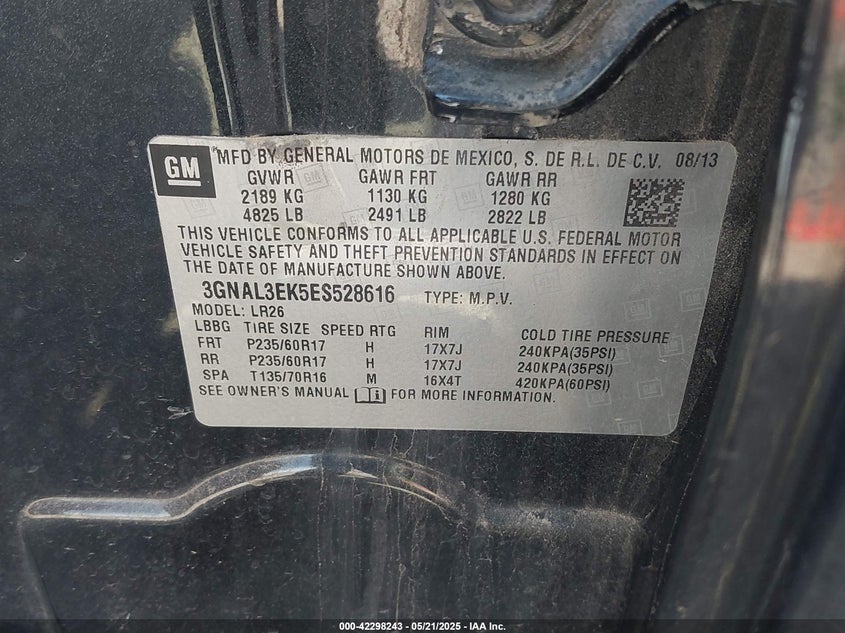 GM
MFD BY GENERAL MOTORS DE MEXICO, S. DE R.L. DE C.V. 08/13
GVWR GAWR FRT GAWR RR
2189 KG 1130 KG 1280 KG
4825 LB 2491 LB 2822 LB
THIS VEHICLE CONFORMS TO ALL APPLICABLE U.S. FEDERAL MOTOR
VEHICLE SAFETY AND THEFT PREVENTION STANDARDS IN EFFECT ON
THE DATE OF MANUFACTURE SHOWN ABOVE.
3GNAL3EK5ES528616 TYPE: M.P.V.
MODEL: LR26
LBBG TIRE SIZE SPEED RTG RIM COLD TIRE PRESSURE
FRT P235/60R17 H 17X7J 240KPA(35PSI)
RR P235/60R17 H 17X7J 240KPA(35PSI)
SPA T135/70R16 M 16X4T 420KPA(60PSI)
SEE OWNER'S MANUAL FOR MORE INFORMATION.
000-42298243 — 05/21/2025 — IAA Inc.